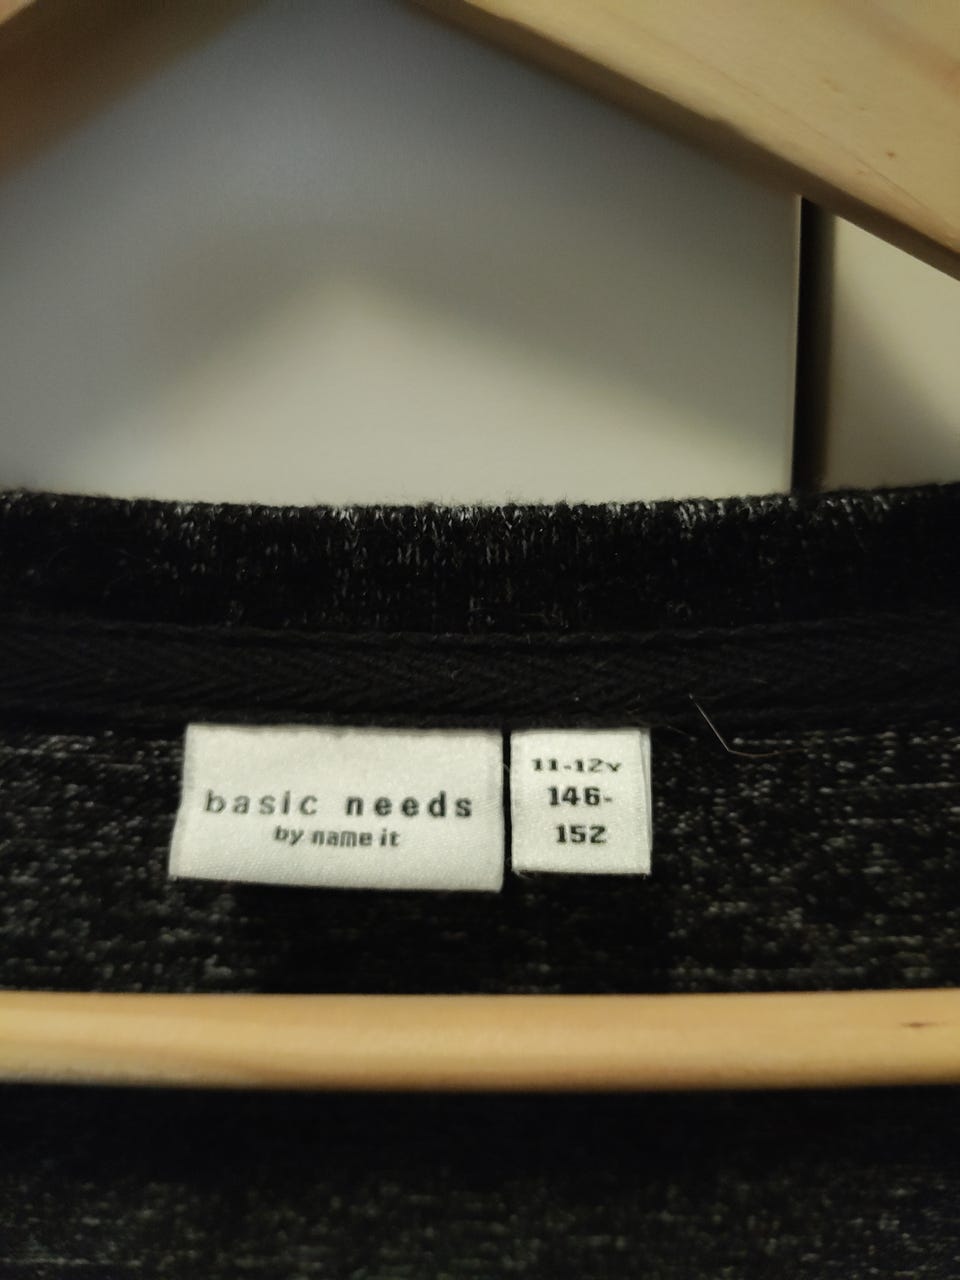 basic needs
by name it
11-12y
146-
152